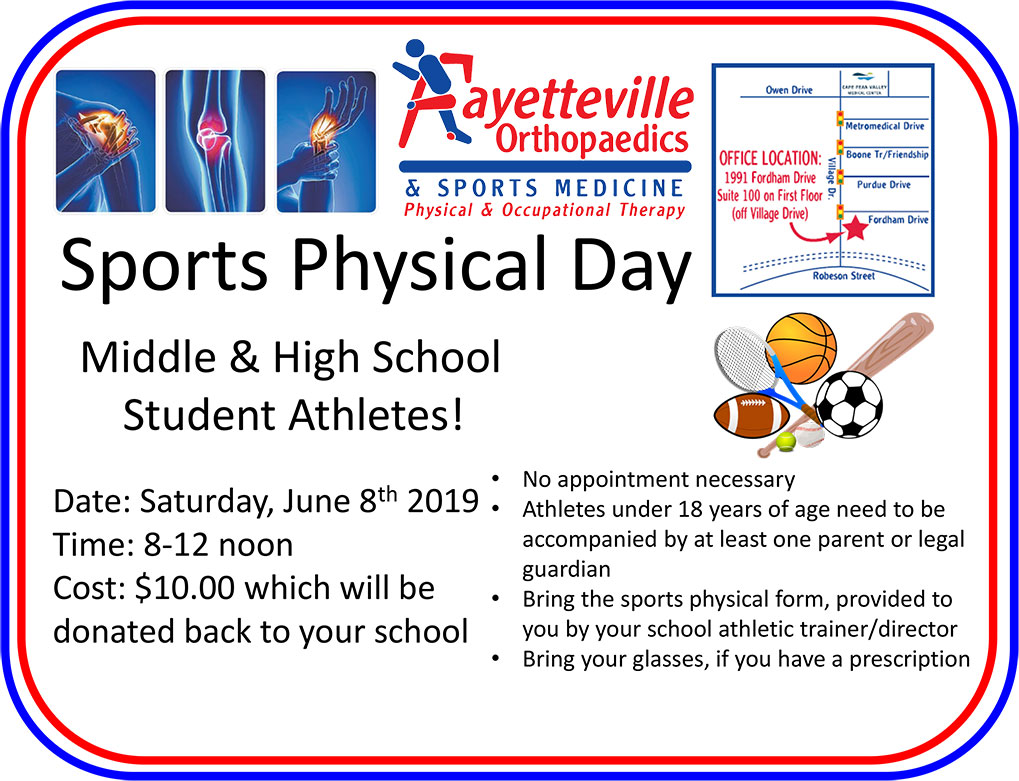 Fayetteville
Orthopaedics
& SPORTS MEDICINE
Physical & Occupational Therapy
Owen Drive
CAPE FEAR VALLEY
MEDICAL CENTER
Metromedical Drive
Boone Tr/Friendship
Village Dr.
Purdue Drive
Fordham Drive
OFFICE LOCATION:
1991 Fordham Drive
Suite 100 on First Floor
(off Village Drive)
Robeson Street
Sports Physical Day
Middle & High School
Student Athletes!
Date: Saturday, June 8th 2019
Time: 8-12 noon
Cost: $10.00 which will be
donated back to your school
• No appointment necessary
• Athletes under 18 years of age need to be
accompanied by at least one parent or legal
guardian
• Bring the sports physical form, provided to
you by your school athletic trainer/director
• Bring your glasses, if you have a prescription